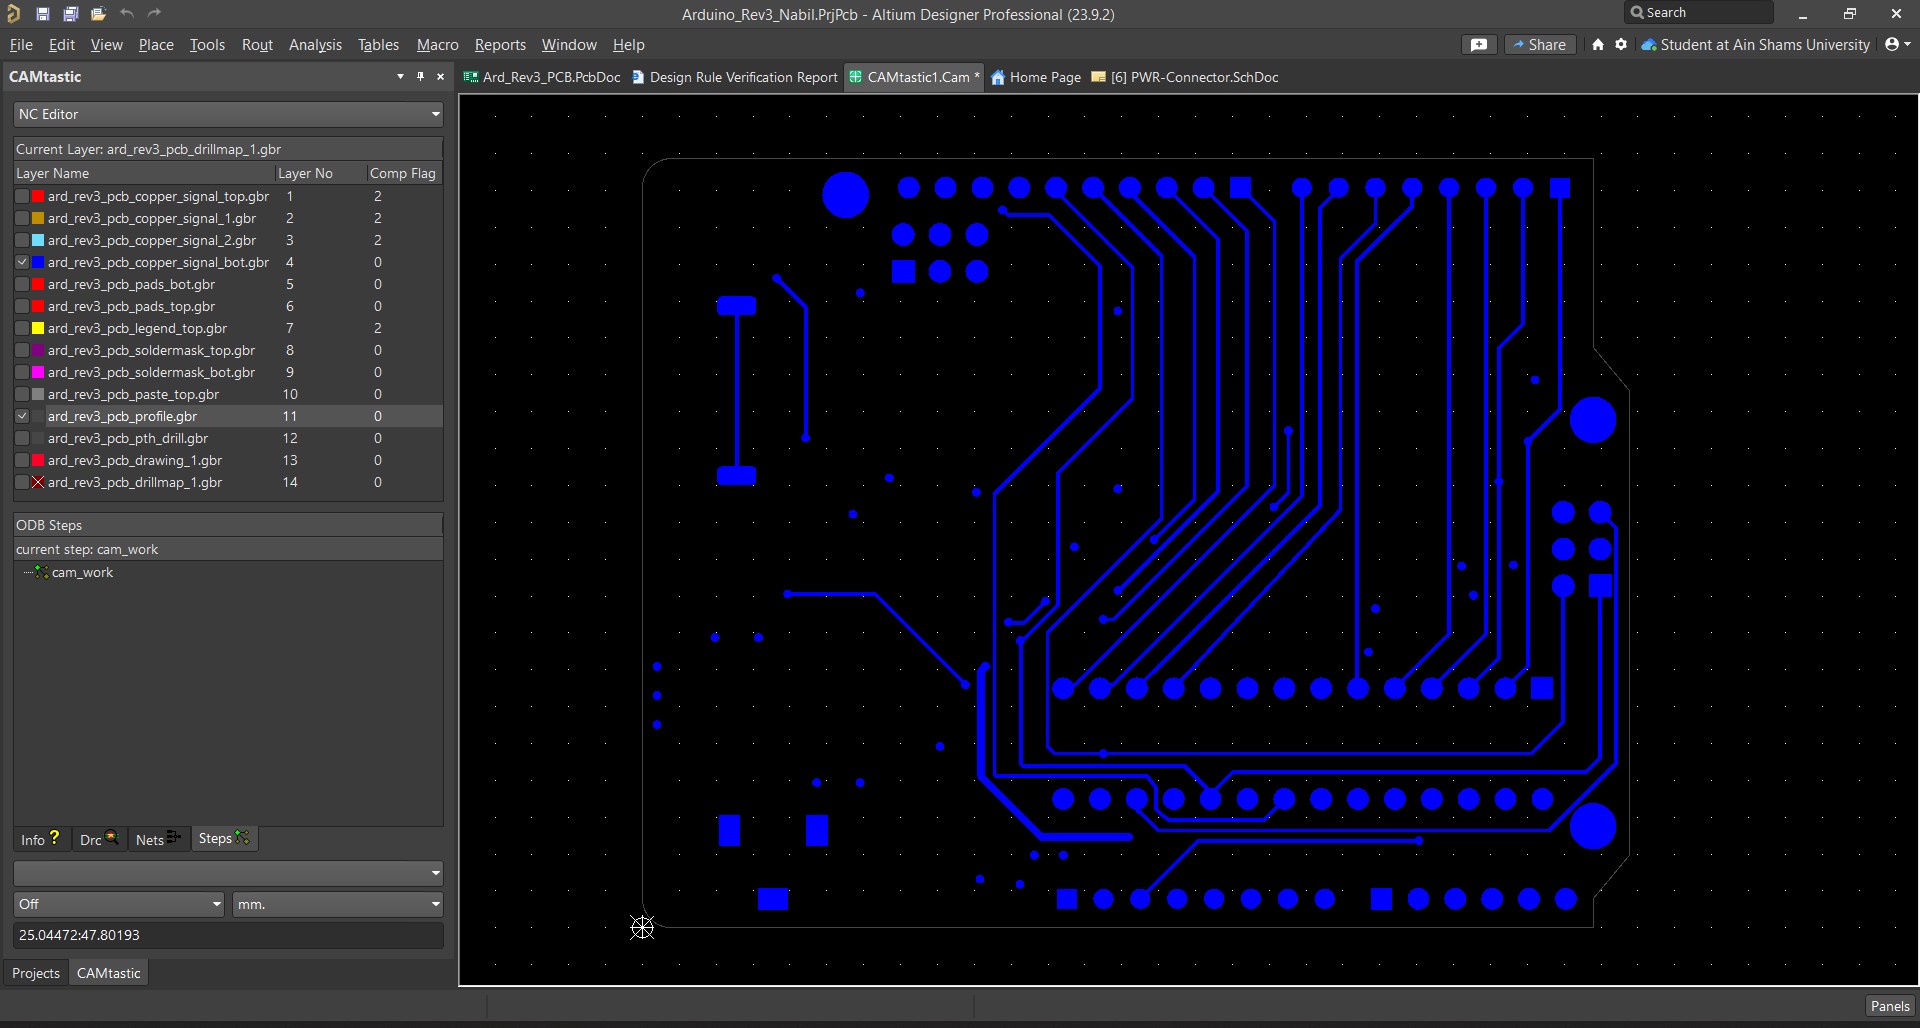 Arduino_Rev3_Nabil.PrjPcb - Altium Designer Professional (23.9.2)
Search
File Edit View Place Tools Rout Analysis Tables Macro Reports Window Help
Share
Student at Ain Shams University
CAMtastic
Ard_Rev3_PCB.PcbDoc Design Rule Verification Report CAMtastic1.Cam * Home Page [6] PWR-Connector.SchDoc
NC Editor
Current Layer: ard_rev3_pcb_drillmap_1.gbr
Layer Name Layer No Comp Flag
ard_rev3_pcb_copper_signal_top.gbr 1 2
ard_rev3_pcb_copper_signal_1.gbr 2 2
ard_rev3_pcb_copper_signal_2.gbr 3 2
ard_rev3_pcb_copper_signal_bot.gbr 4 0
ard_rev3_pcb_pads_bot.gbr 5 0
ard_rev3_pcb_pads_top.gbr 6 0
ard_rev3_pcb_legend_top.gbr 7 2
ard_rev3_pcb_soldermask_top.gbr 8 0
ard_rev3_pcb_soldermask_bot.gbr 9 0
ard_rev3_pcb_paste_top.gbr 10 0
ard_rev3_pcb_profile.gbr 11 0
ard_rev3_pcb_pth_drill.gbr 12 0
ard_rev3_pcb_drawing_1.gbr 13 0
ard_rev3_pcb_drillmap_1.gbr 14 0
ODB Steps
current step: cam_work
cam_work
Info ? Drc Nets Steps
Off mm.
25.04472:47.80193
Projects CAMtastic
Panels